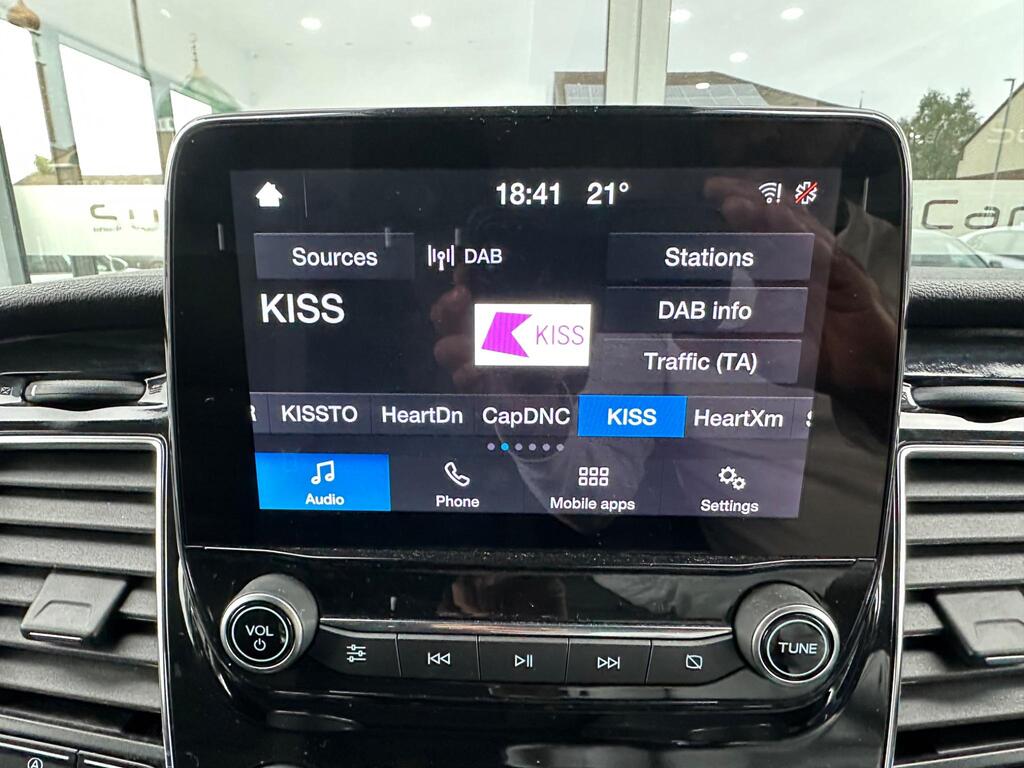 18:41 21°
Sources DAB Stations
KISS
KISS
DAB info
Traffic (TA)
KISSTO HeartDn CapDNC KISS HeartXm
Audio Phone Mobile apps Settings
VOL
TUNE
Car